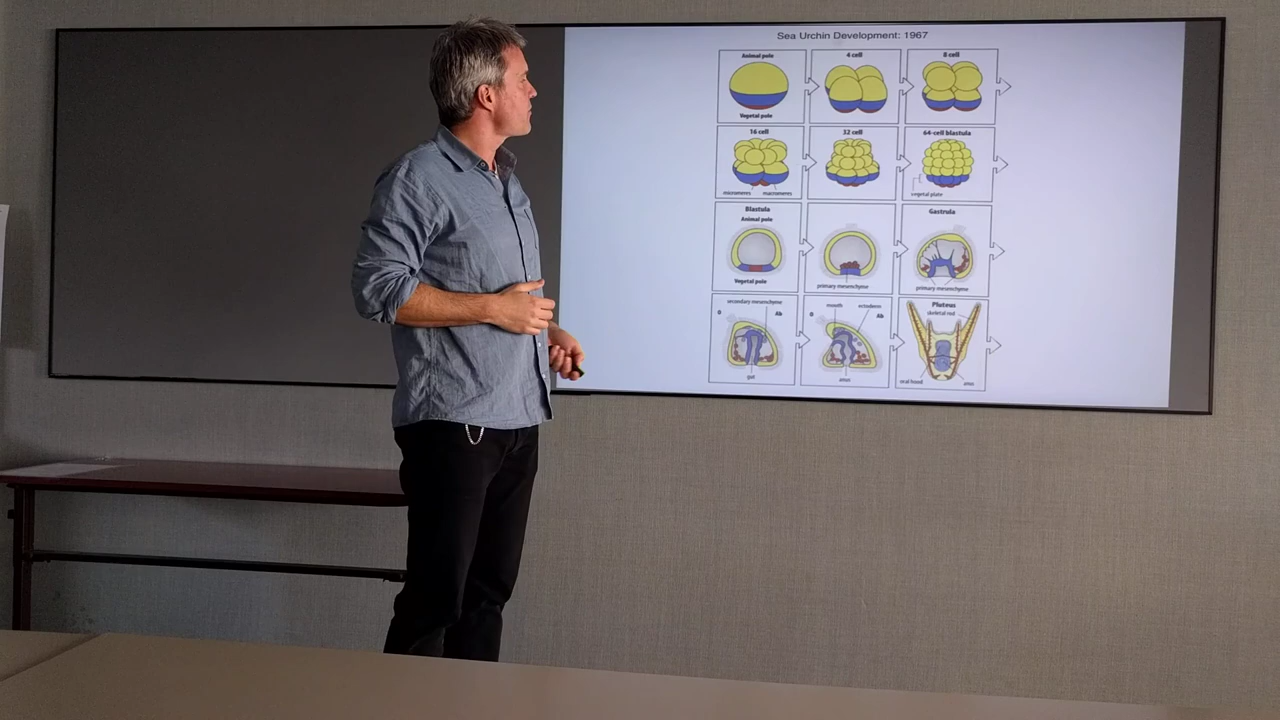 Sea Urchin Development: 1967
Animal pole
Vegetal pole
4 cell
8 cell
16 cell
micromeres macromeres
32 cell
64-cell blastula
vegetal plate
Blastula
Animal pole
Vegetal pole
primary mesenchyme
Gastrula
primary mesenchyme
secondary mesenchyme
O Ab
gut
mouth ectoderm
O Ab
anus
Pluteus
skeletal rod
oral hood anus